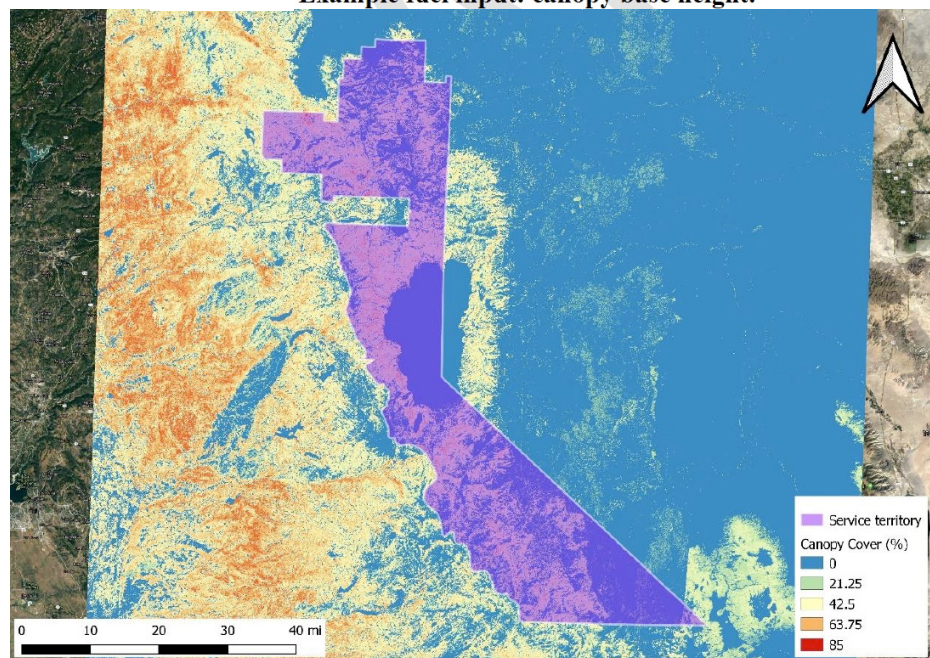 Example fuel input: canopy base height.
Service territory
Canopy Cover (%)
0
21.25
42.5
63.75
85
0 10 20 30 40 mi